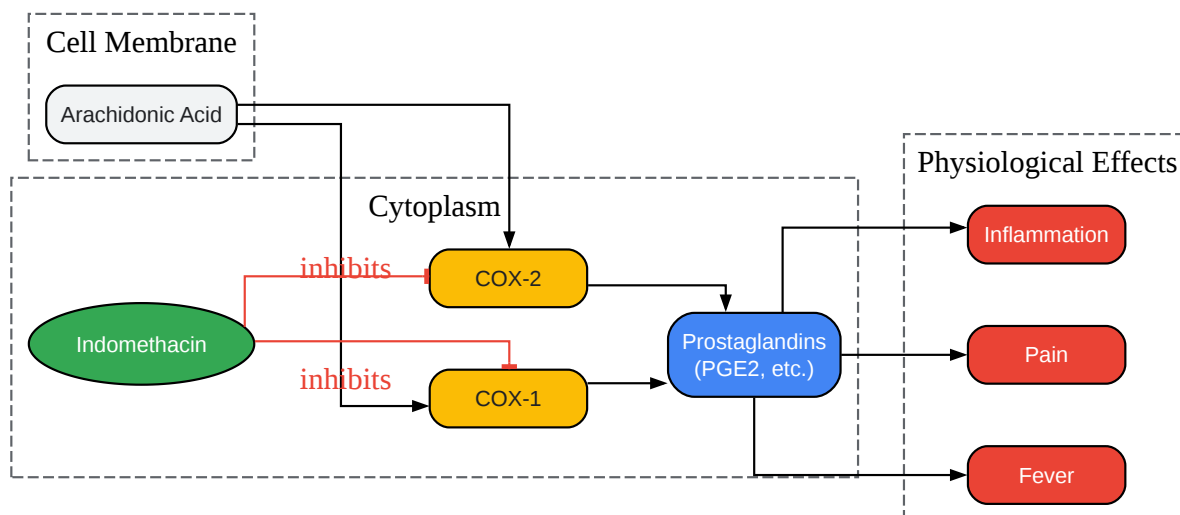 Cell Membrane
Arachidonic Acid
Physiological Effects
Cytoplasm
Inflammation
inhibits
COX-2
Indomethacin
Prostaglandins
(PGE2, etc.)
Pain
inhibits
COX-1
Fever